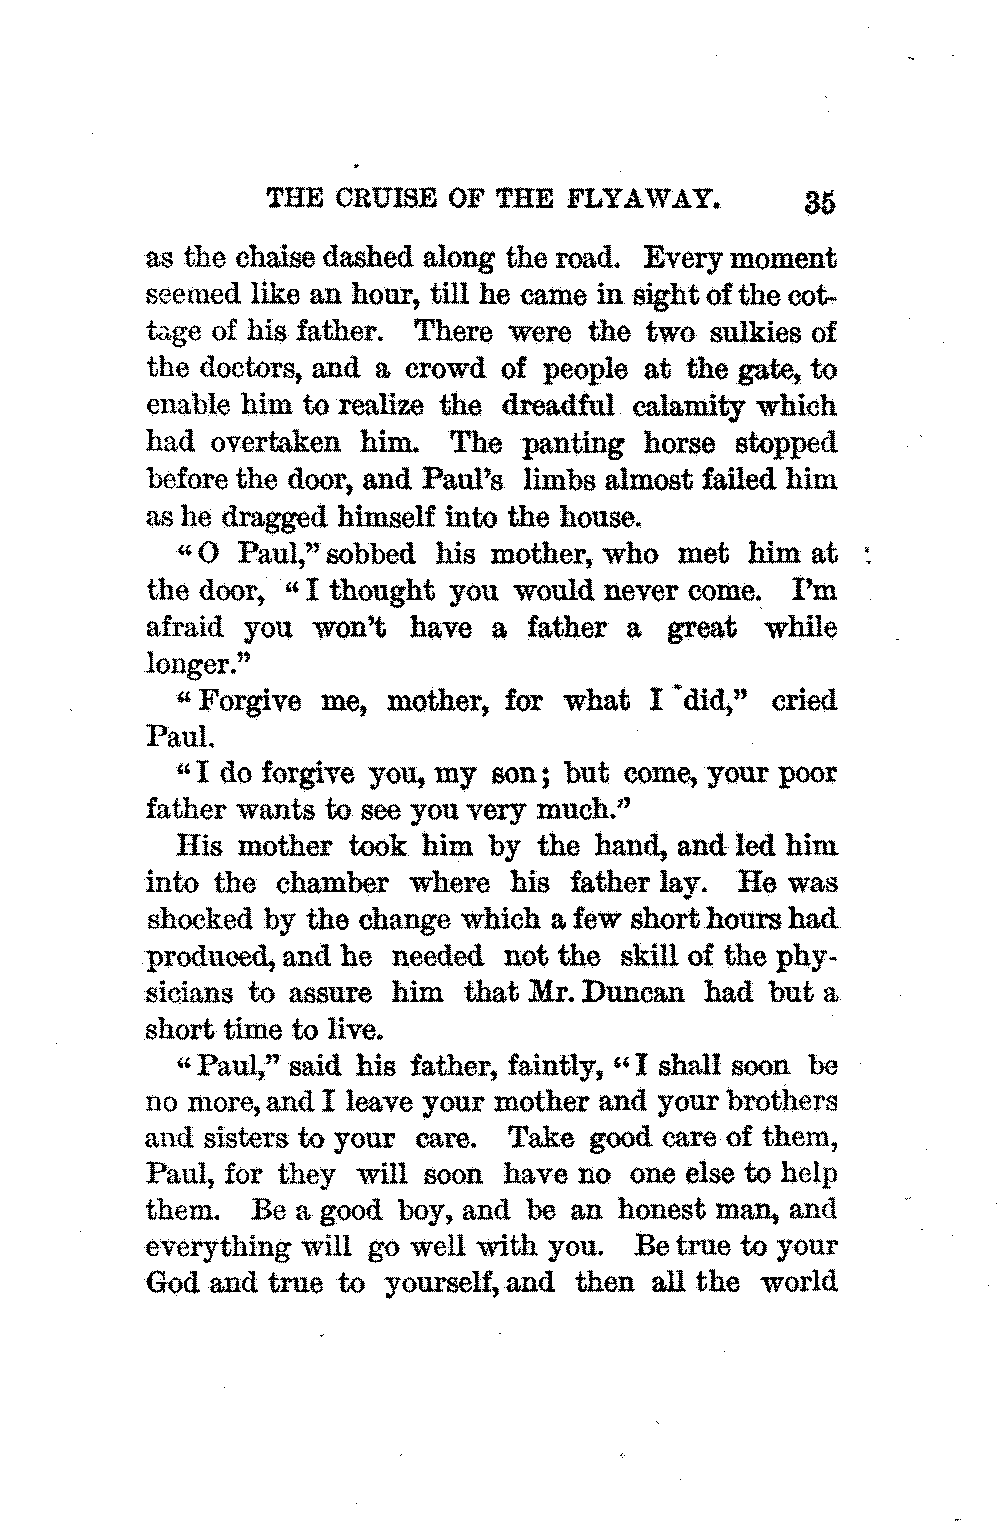 THE CRUISE OF THE FLYAWAY. 35
as the chaise dashed along the road. Every moment
seemed like an hour, till he came in sight of the cot-
tage of his father. There were the two sulkies of
the doctors, and a crowd of people at the gate, to
enable him to realize the dreadful calamity which
had overtaken him. The panting horse stopped
before the door, and Paul's limbs almost failed him
as he dragged himself into the house.
"O Paul," sobbed his mother, who met him at
the door, "I thought you would never come. I'm
afraid you won't have a father a great while
longer."
"Forgive me, mother, for what I did," cried
Paul.
"I do forgive you, my son; but come, your poor
father wants to see you very much."
His mother took him by the hand, and led him
into the chamber where his father lay. He was
shocked by the change which a few short hours had
produced, and he needed not the skill of the phy-
sicians to assure him that Mr. Duncan had but a
short time to live.
"Paul," said his father, faintly, "I shall soon be
no more, and I leave your mother and your brothers
and sisters to your care. Take good care of them,
Paul, for they will soon have no one else to help
them. Be a good boy, and be an honest man, and
everything will go well with you. Be true to your
God and true to yourself, and then all the world